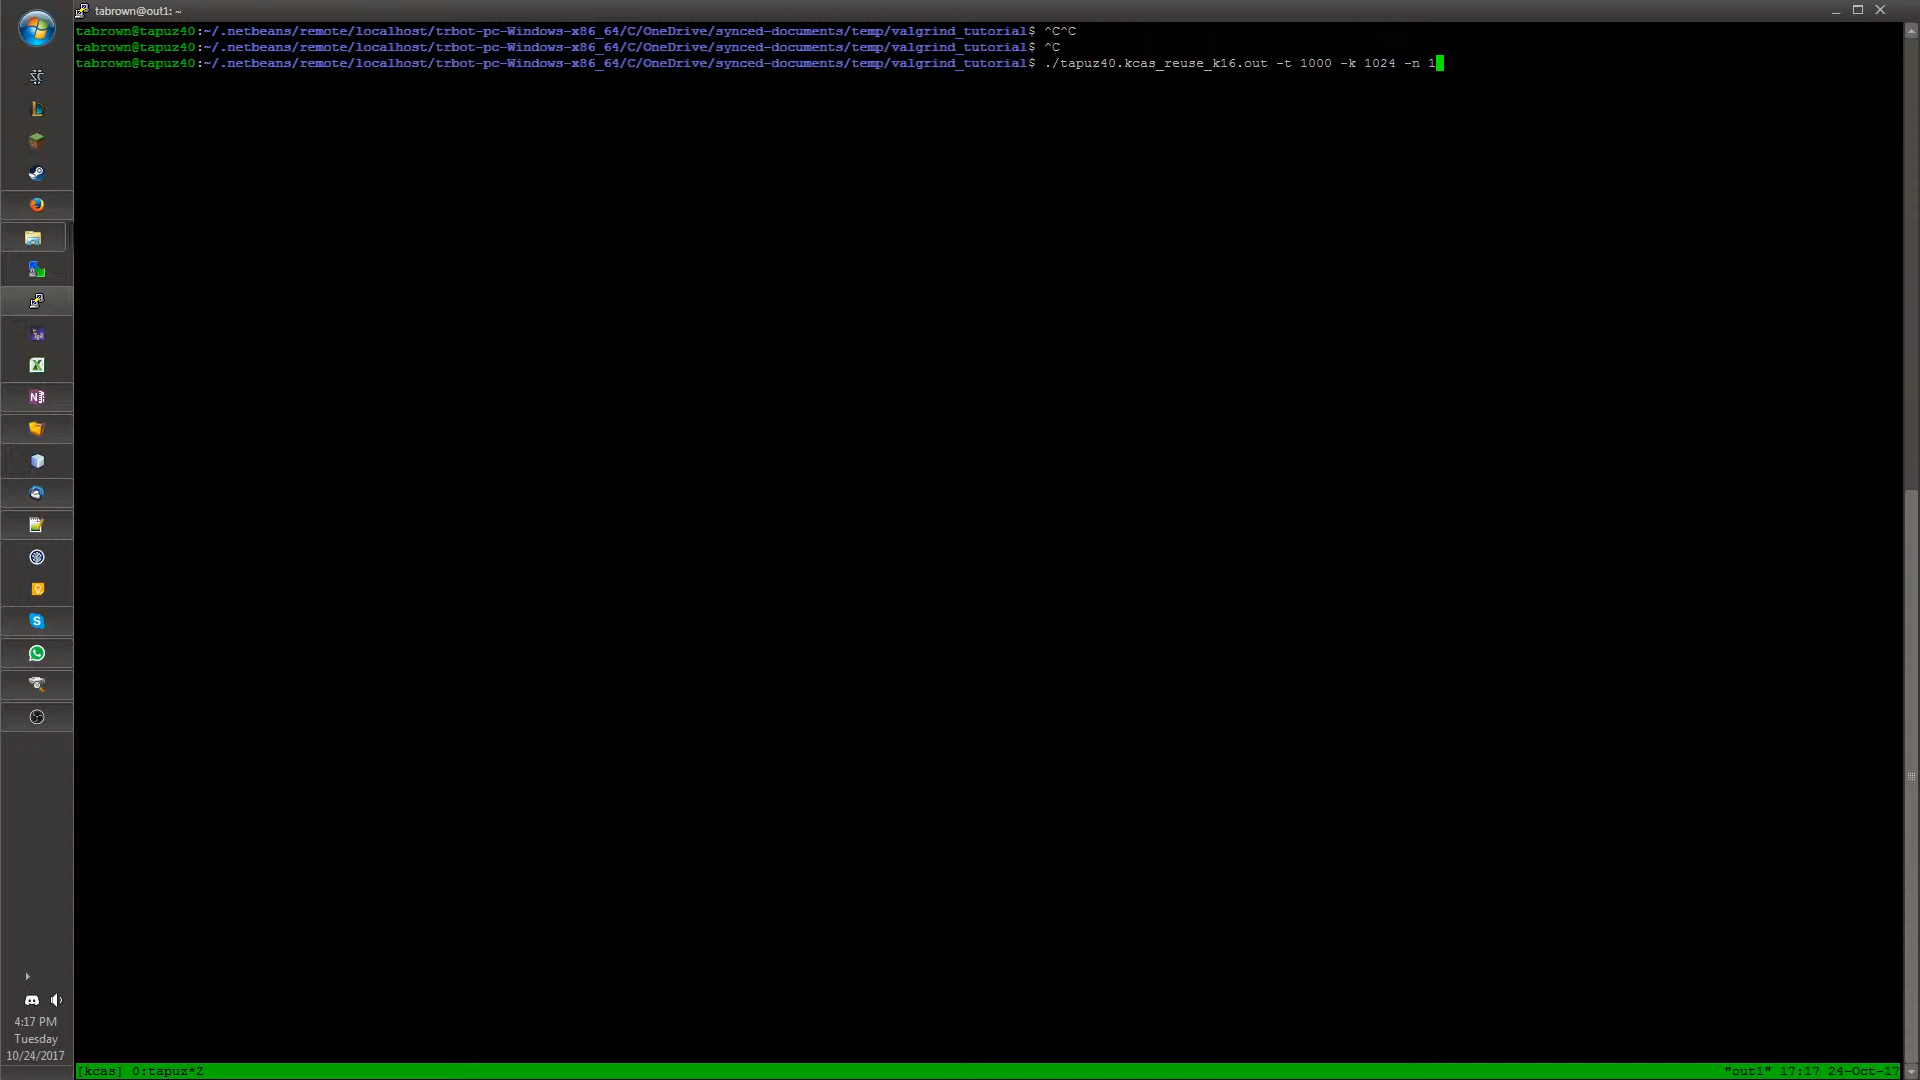 tabrown@out1: ~
tabrown@tapuz40:~/.netbeans/remote/localhost/trbot-pc-Windows-x86_64/C/OneDrive/synced-documents/temp/valgrind_tutorial$ ^C^C
tabrown@tapuz40:~/.netbeans/remote/localhost/trbot-pc-Windows-x86_64/C/OneDrive/synced-documents/temp/valgrind_tutorial$ ^C
tabrown@tapuz40:~/.netbeans/remote/localhost/trbot-pc-Windows-x86_64/C/OneDrive/synced-documents/temp/valgrind_tutorial$ ./tapuz40.kcas_reuse_k16.out -t 1000 -k 1024 -n 1
4:17 PM
Tuesday
10/24/2017
[kcas] 0:tapuz*Z "out1" 17:17 24-Oct-17